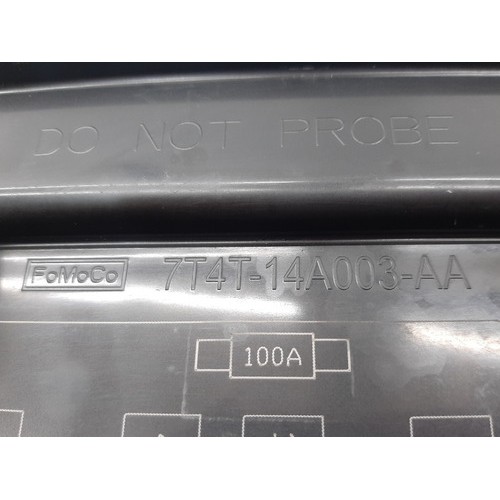 DO NOT PROBE
FoMoCo 7T4T-14A003-AA
100A